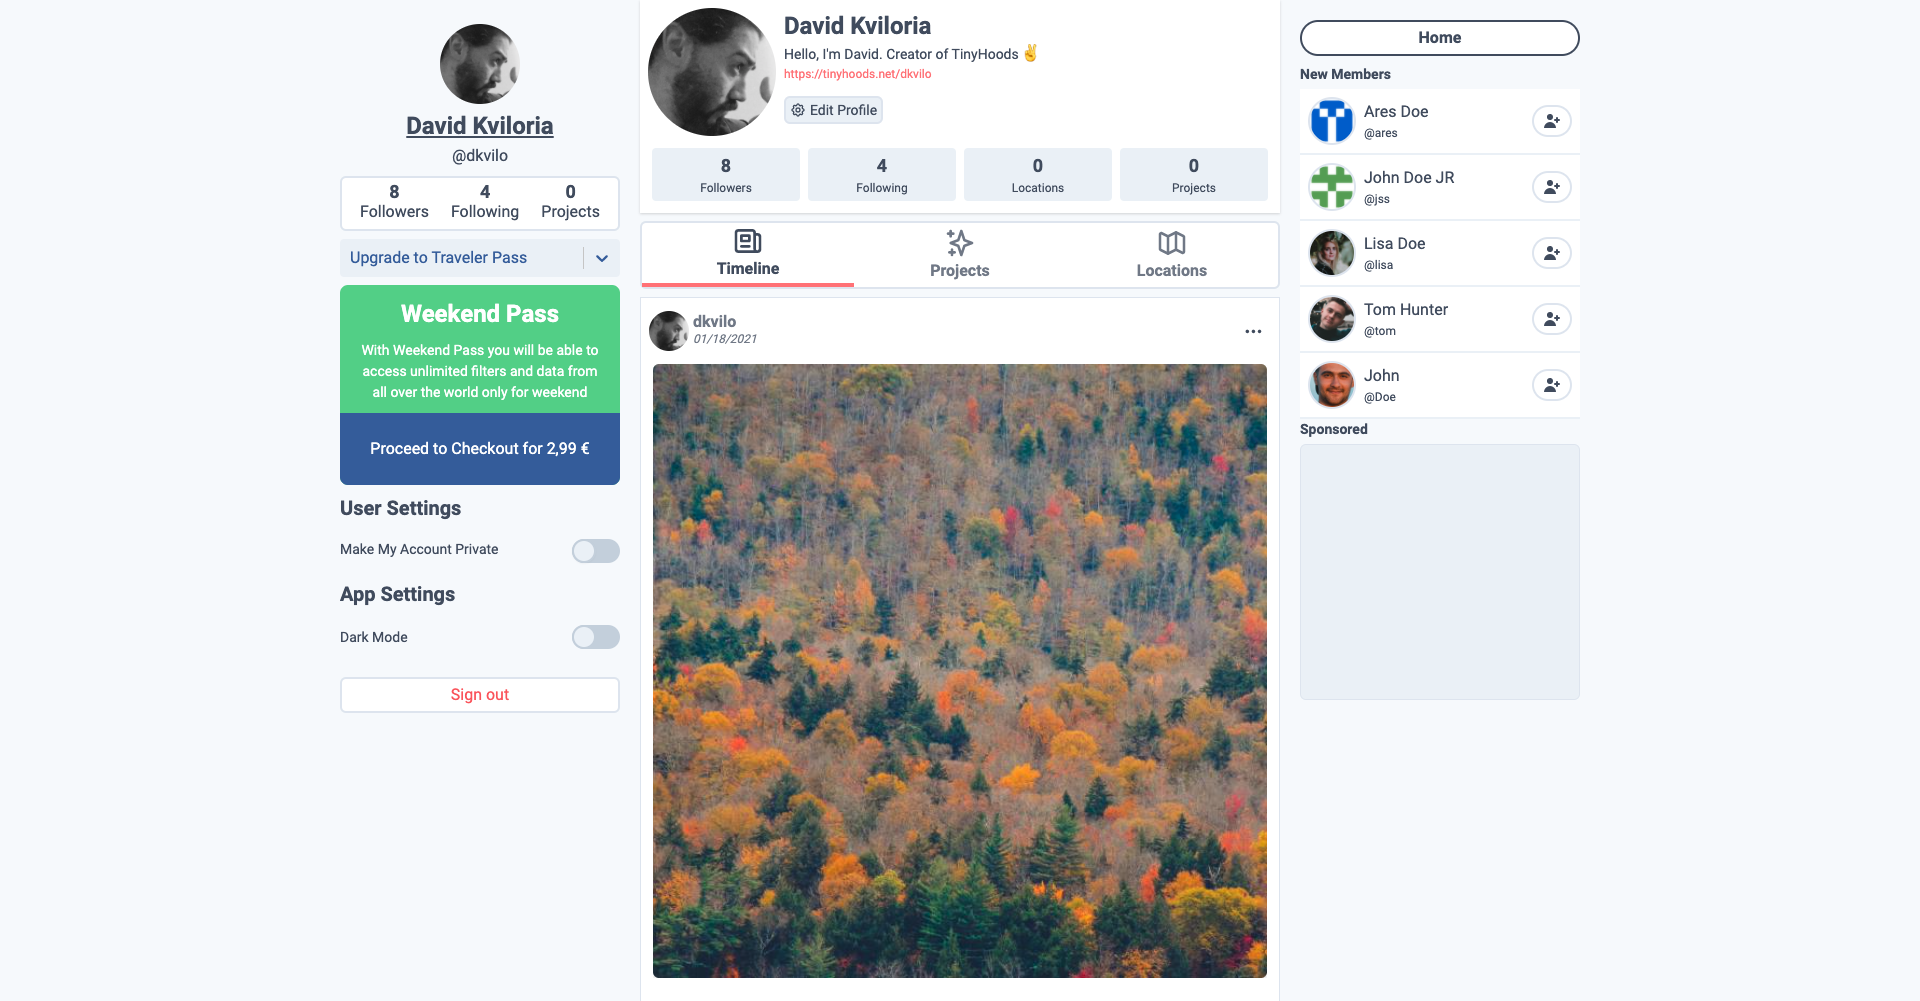 David Kviloria
@dkvilo
8 4 0
Followers Following Projects
Upgrade to Traveler Pass
Weekend Pass
With Weekend Pass you will be able to
access unlimited filters and data from
all over the world only for weekend
Proceed to Checkout for 2,99 €
User Settings
Make My Account Private
App Settings
Dark Mode
Sign out
David Kviloria
Hello, I'm David. Creator of TinyHoods ✌️
https://tinyhoods.net/dkvilo
Edit Profile
8 4 0 0
Followers Following Locations Projects
Timeline Projects Locations
dkvilo
01/18/2021
Home
New Members
Ares Doe
@ares
John Doe JR
@jss
Lisa Doe
@lisa
Tom Hunter
@tom
John
@Doe
Sponsored